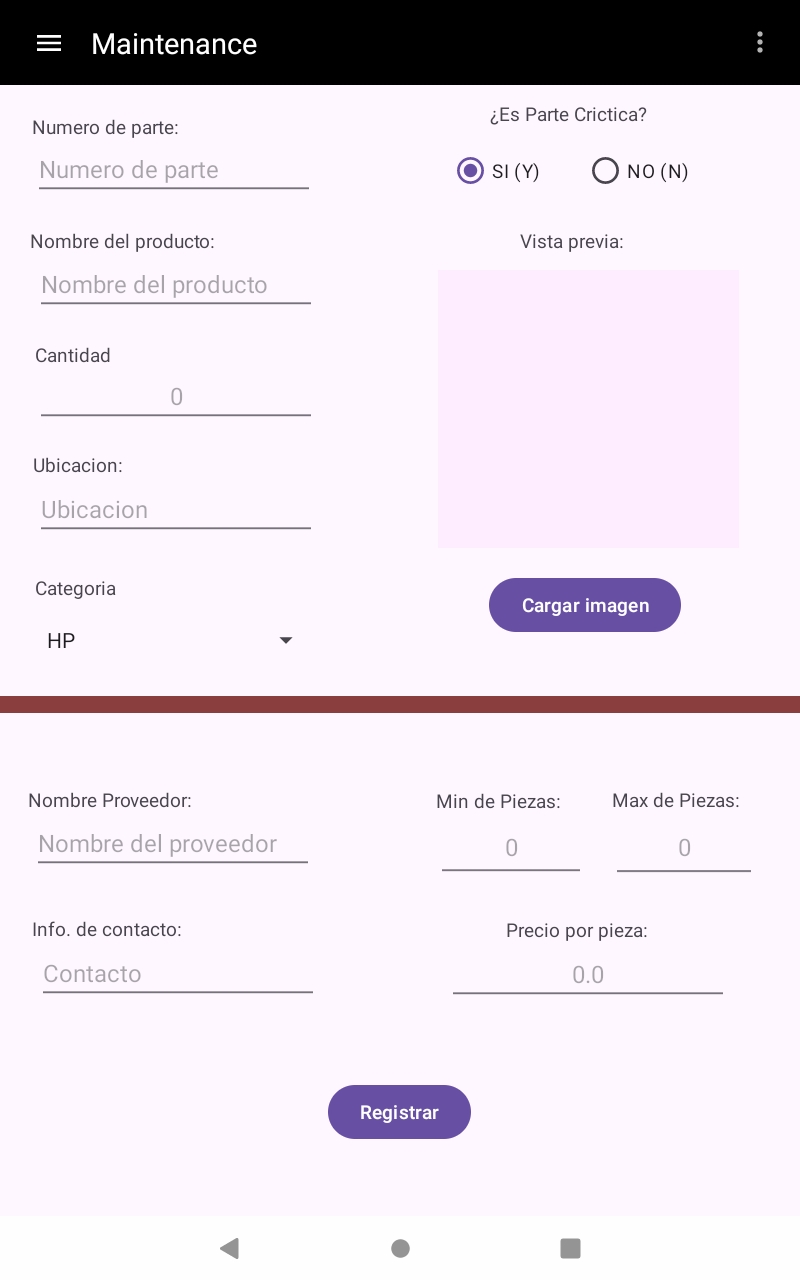 Maintenance
Numero de parte:
Numero de parte
¿Es Parte Crictica?
SI (Y)
NO (N)
Nombre del producto:
Nombre del producto
Vista previa:
Cantidad
0
Ubicacion:
Ubicacion
Categoria
HP
Cargar imagen
Nombre Proveedor:
Nombre del proveedor
Min de Piezas:
0
Max de Piezas:
0
Info. de contacto:
Contacto
Precio por pieza:
0.0
Registrar